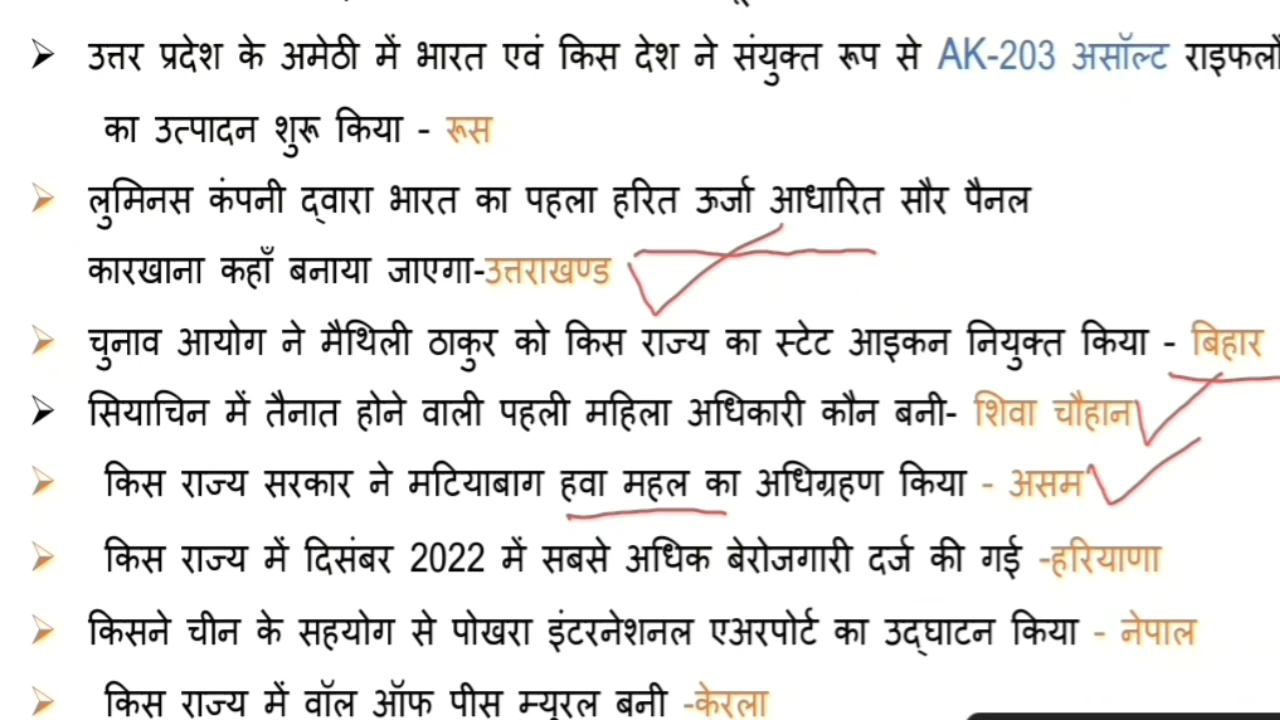 ➢ उत्तर प्रदेश के अमेठी में भारत एवं किस देश ने संयुक्त रूप से AK-203 असॉल्ट राइफलों
का उत्पादन शुरू किया - रूस
➢ लुमिनस कंपनी द्वारा भारत का पहला हरित ऊर्जा आधारित सौर पैनल
कारखाना कहाँ बनाया जाएगा-उत्तराखण्ड
➢ चुनाव आयोग ने मैथिली ठाकुर को किस राज्य का स्टेट आइकन नियुक्त किया - बिहार
➢ सियाचिन में तैनात होने वाली पहली महिला अधिकारी कौन बनी- शिवा चौहान
➢ किस राज्य सरकार ने मटियाबाग हवा महल का अधिग्रहण किया - असम
➢ किस राज्य में दिसंबर 2022 में सबसे अधिक बेरोजगारी दर्ज की गई -हरियाणा
➢ किसने चीन के सहयोग से पोखरा इंटरनेशनल एअरपोर्ट का उद्घाटन किया - नेपाल
➢ किस राज्य में वॉल ऑफ पीस म्यूरल बनी -केरला